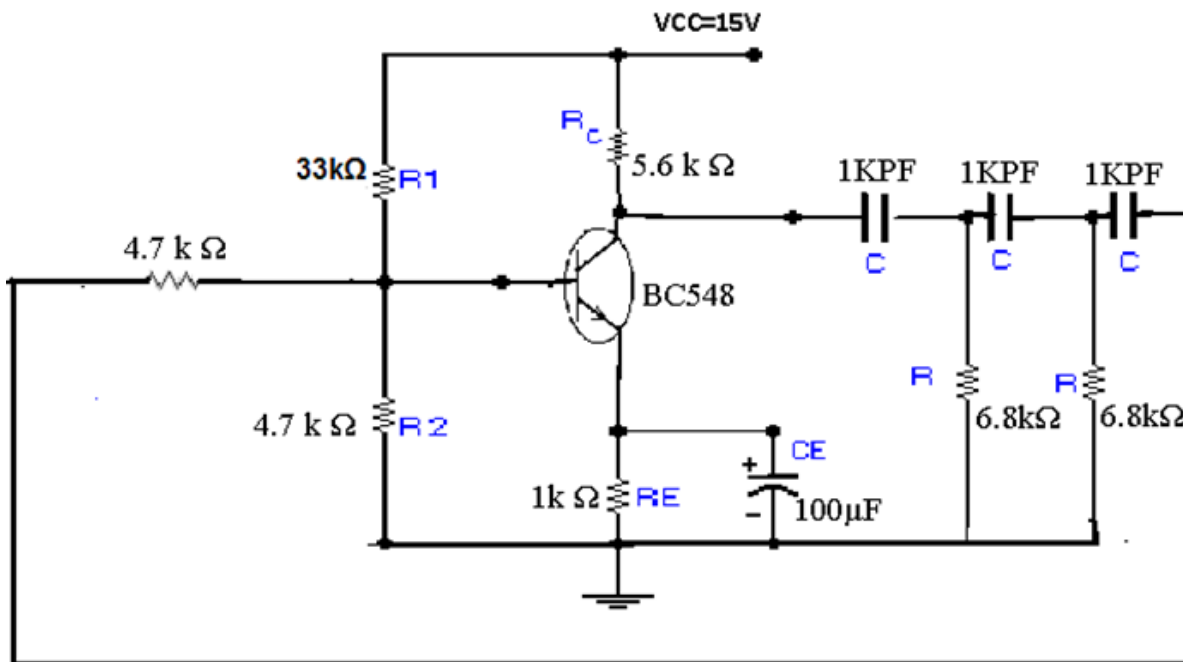 VCC=15V
Rc
5.6 k Ω
33kΩ
R1
1KPF
1KPF
1KPF
C
C
C
4.7 k Ω
BC548
R
R
6.8kΩ
6.8kΩ
4.7 k Ω
R2
CE
+
1k Ω
RE
100µF
–